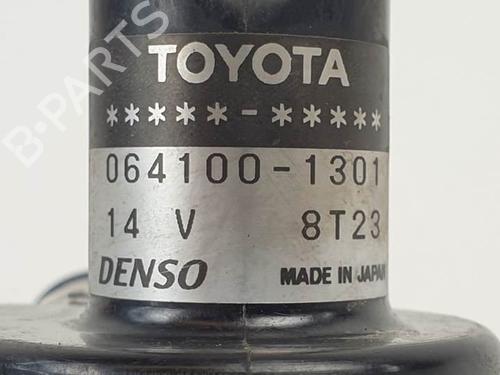 TOYOTA
*****-*****
064100-1301
14 V 8T23
DENSO MADE IN JAPAN
B-PARTS